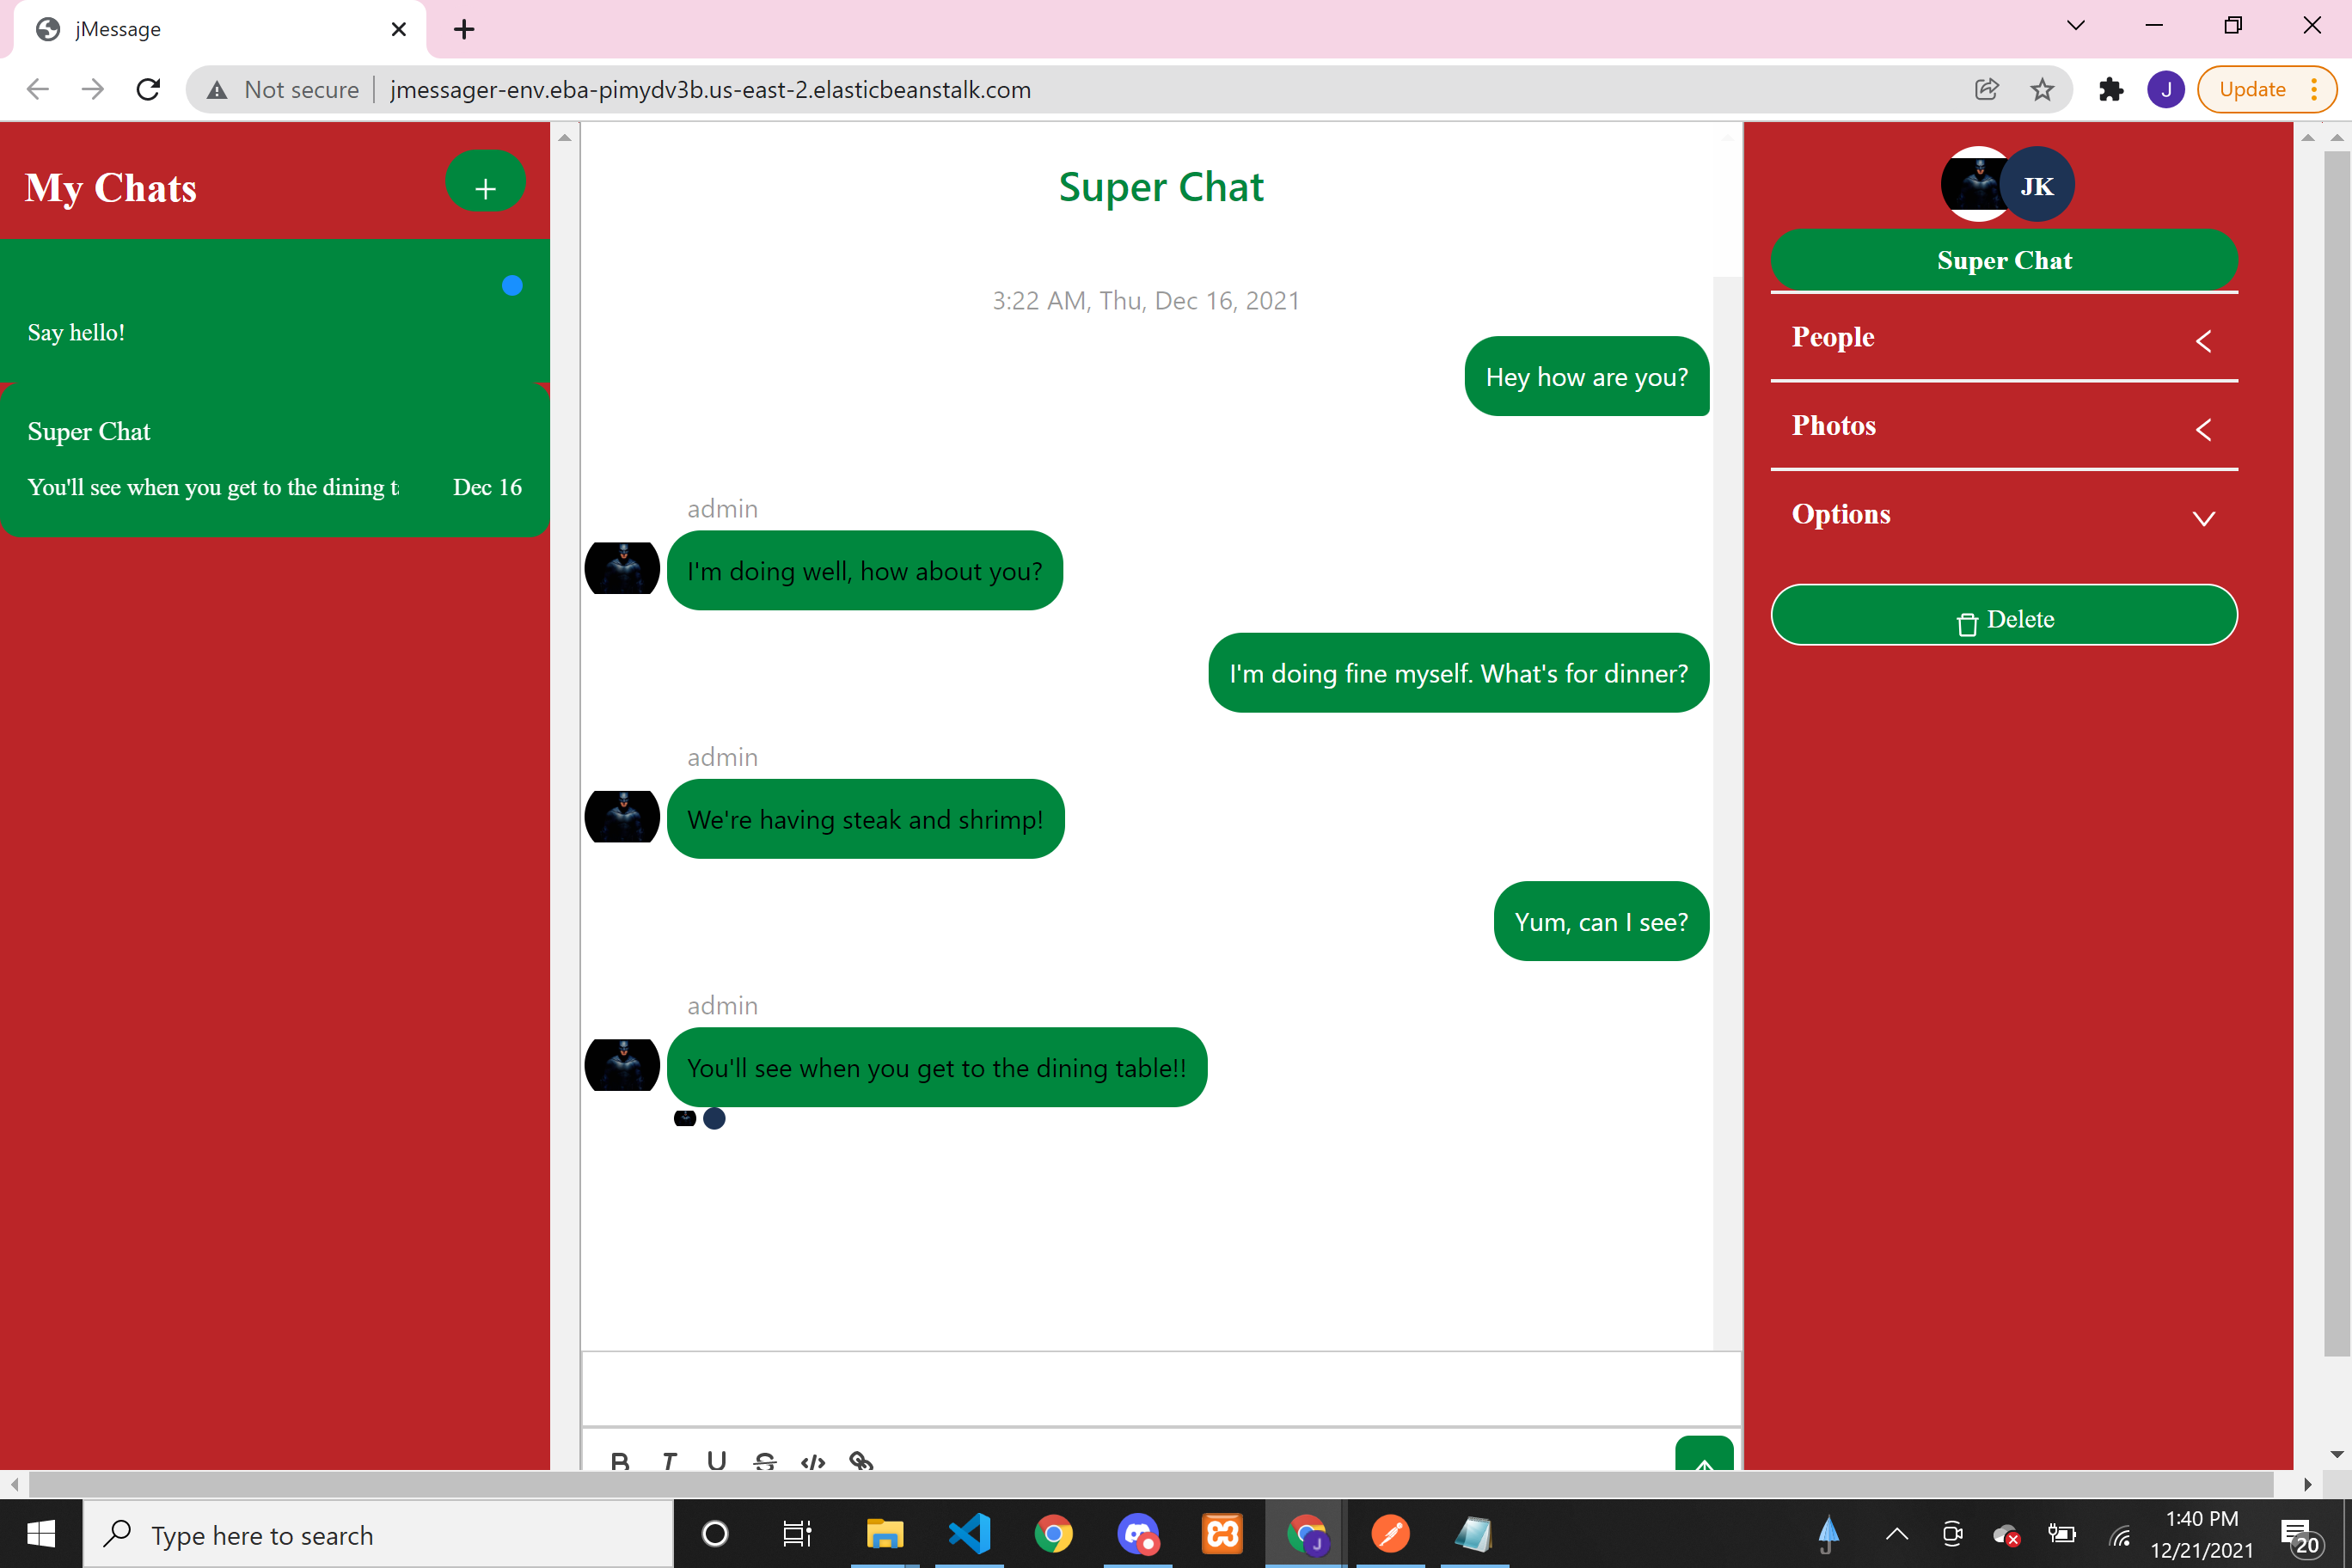 jMessage
Not secure
jmessager-env.eba-pimydv3b.us-east-2.elasticbeanstalk.com
J
Update
My Chats
+
Say hello!
Super Chat
You'll see when you get to the dining ta
Dec 16
Super Chat
3:22 AM, Thu, Dec 16, 2021
Hey how are you?
admin
I'm doing well, how about you?
I'm doing fine myself. What's for dinner?
admin
We're having steak and shrimp!
Yum, can I see?
admin
You'll see when you get to the dining table!!
B I U S </>
JK
Super Chat
People
Photos
Options
Delete
Type here to search
J
1:40 PM
12/21/2021
20